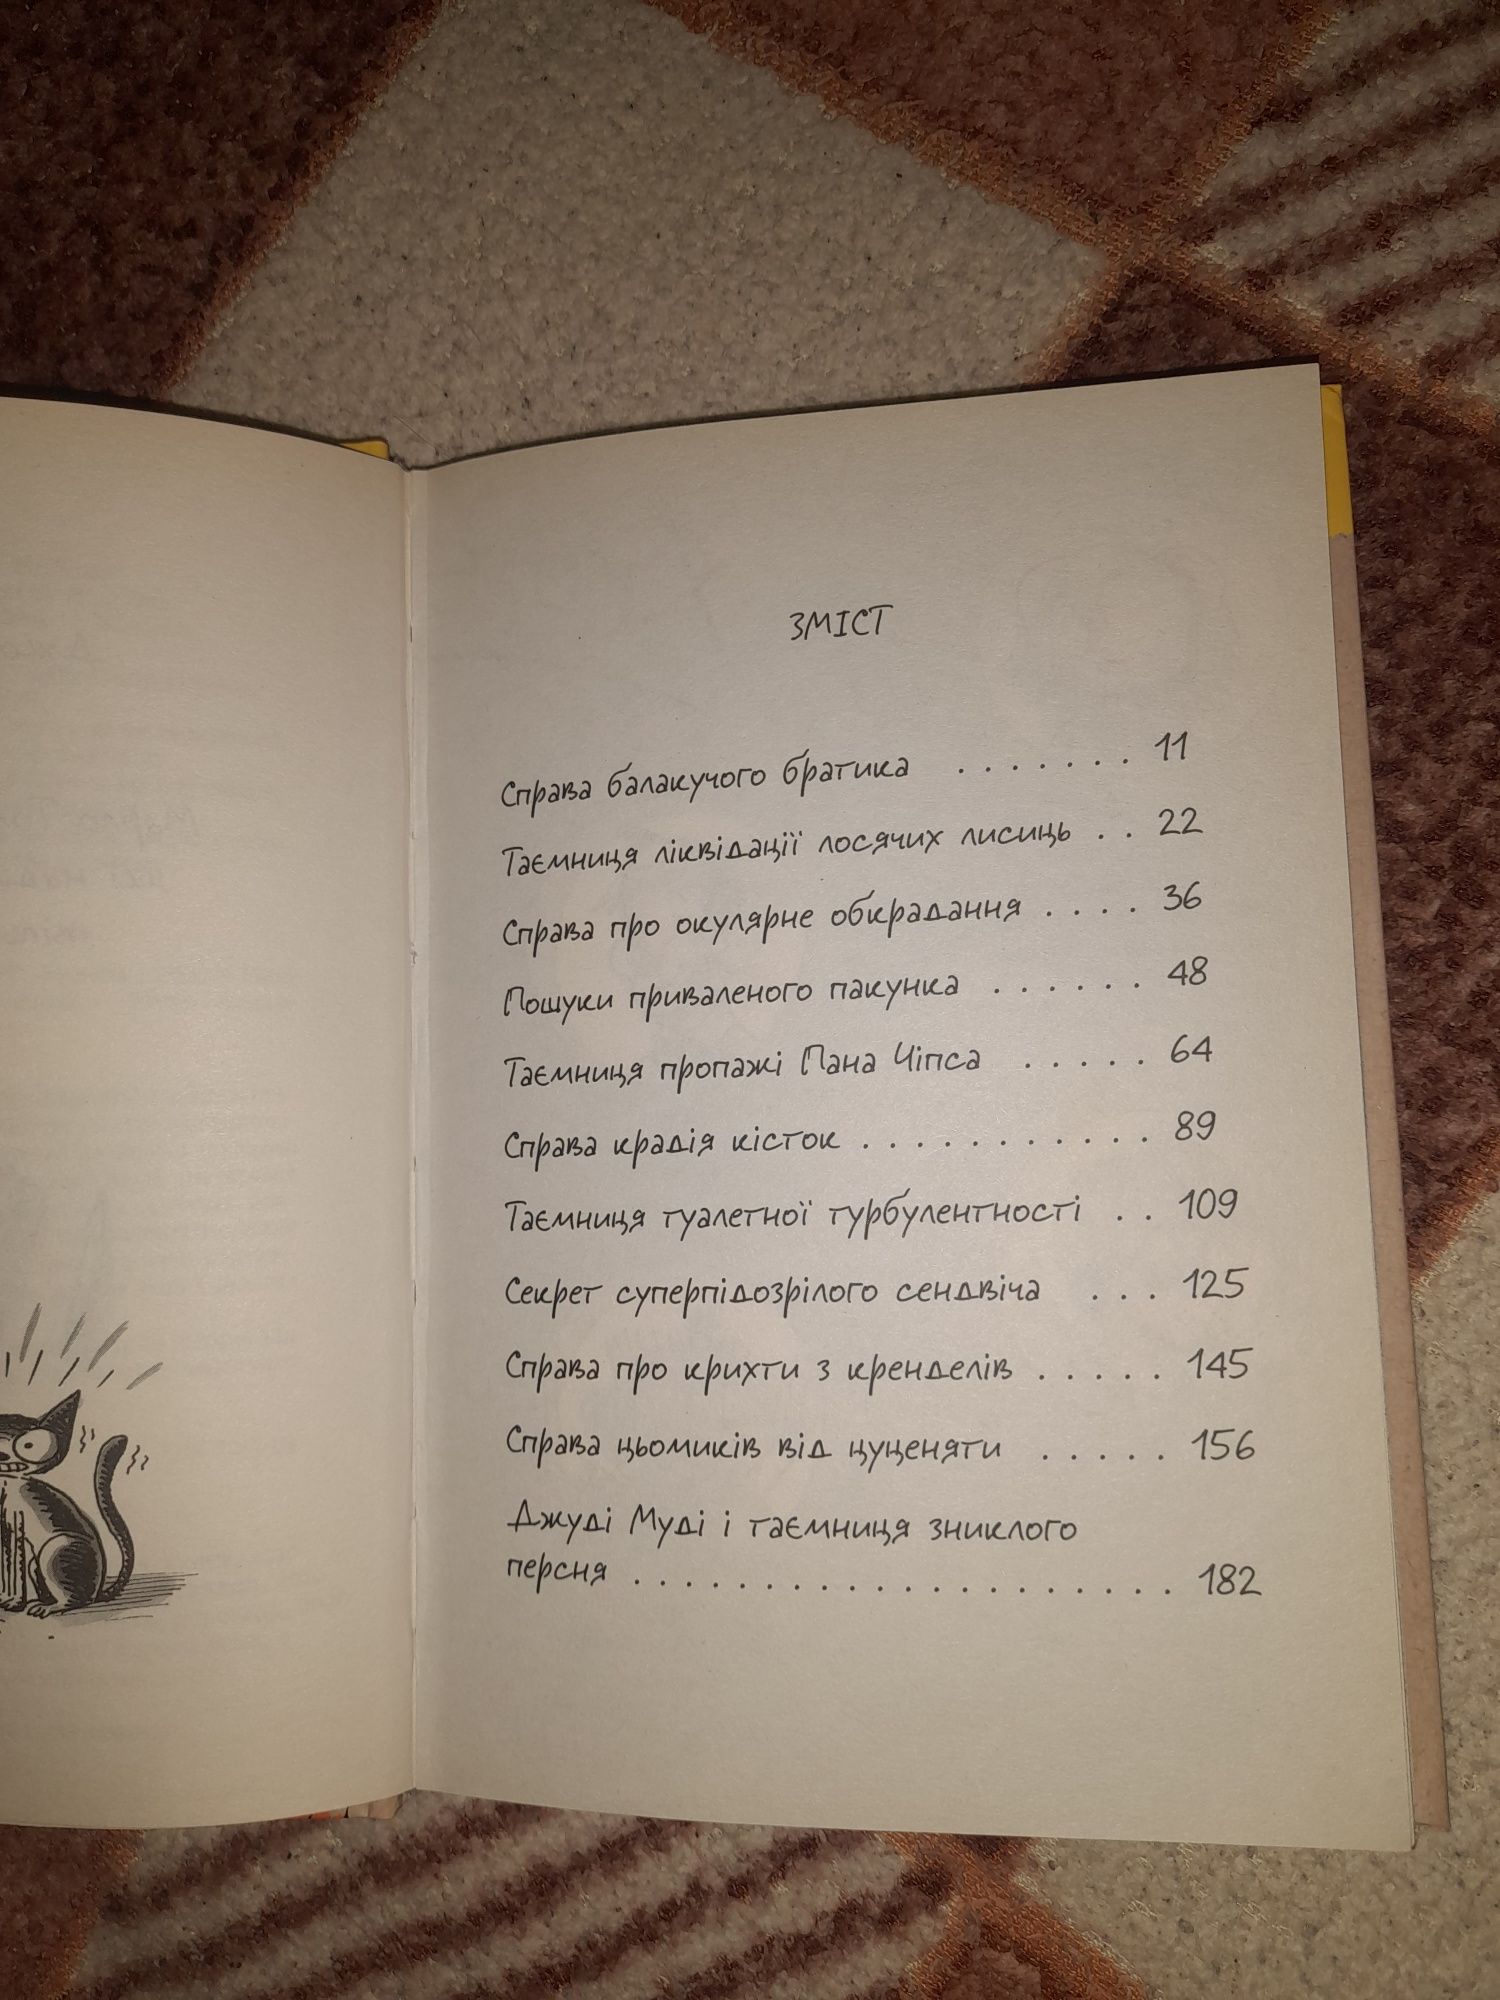 ЗМІСТ
Справа балакучого братика . . . . . . . 11
Таємниця ліквідації лосячих лисиць . . 22
Справа про окулярне обкрадання . . . . 36
Пошуки приваленого пакунка . . . . . . 48
Таємниця пропажі Пана Чіпса . . . . . 64
Справа крадія кісток . . . . . . . . . . . 89
Таємниця туалетної турбулентності . . 109
Секрет суперпідозрілого сендвіча . . . 125
Справа про крихти з кренделів . . . . . 145
Справа цьомиків від цуценяти . . . . . 156
Джуді Муді і таємниця зниклого
персня . . . . . . . . . . . . . . . . . . . . . 182